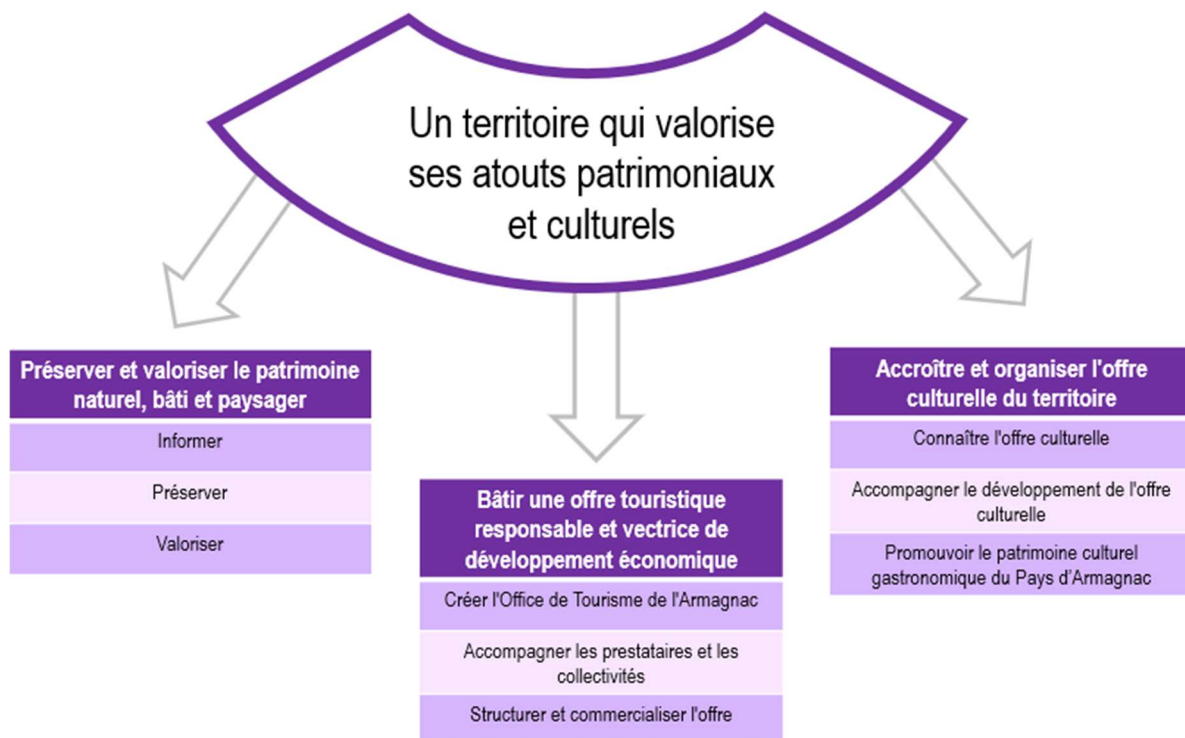 Un territoire qui valorise
ses atouts patrimoniaux
et culturels
Préserver et valoriser le patrimoine
naturel, bâti et paysager
Informer
Préserver
Valoriser
Bâtir une offre touristique
responsable et vectrice de
développement économique
Créer l'Office de Tourisme de l'Armagnac
Accompagner les prestataires et les
collectivités
Structurer et commercialiser l'offre
Accroître et organiser l'offre
culturelle du territoire
Connaître l'offre culturelle
Accompagner le développement de l'offre
culturelle
Promouvoir le patrimoine culturel
gastronomique du Pays d’Armagnac